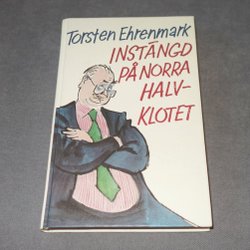 Torsten Ehrenmark
INSTÄNGD
PÅ NORRA
HALV-
KLOTET